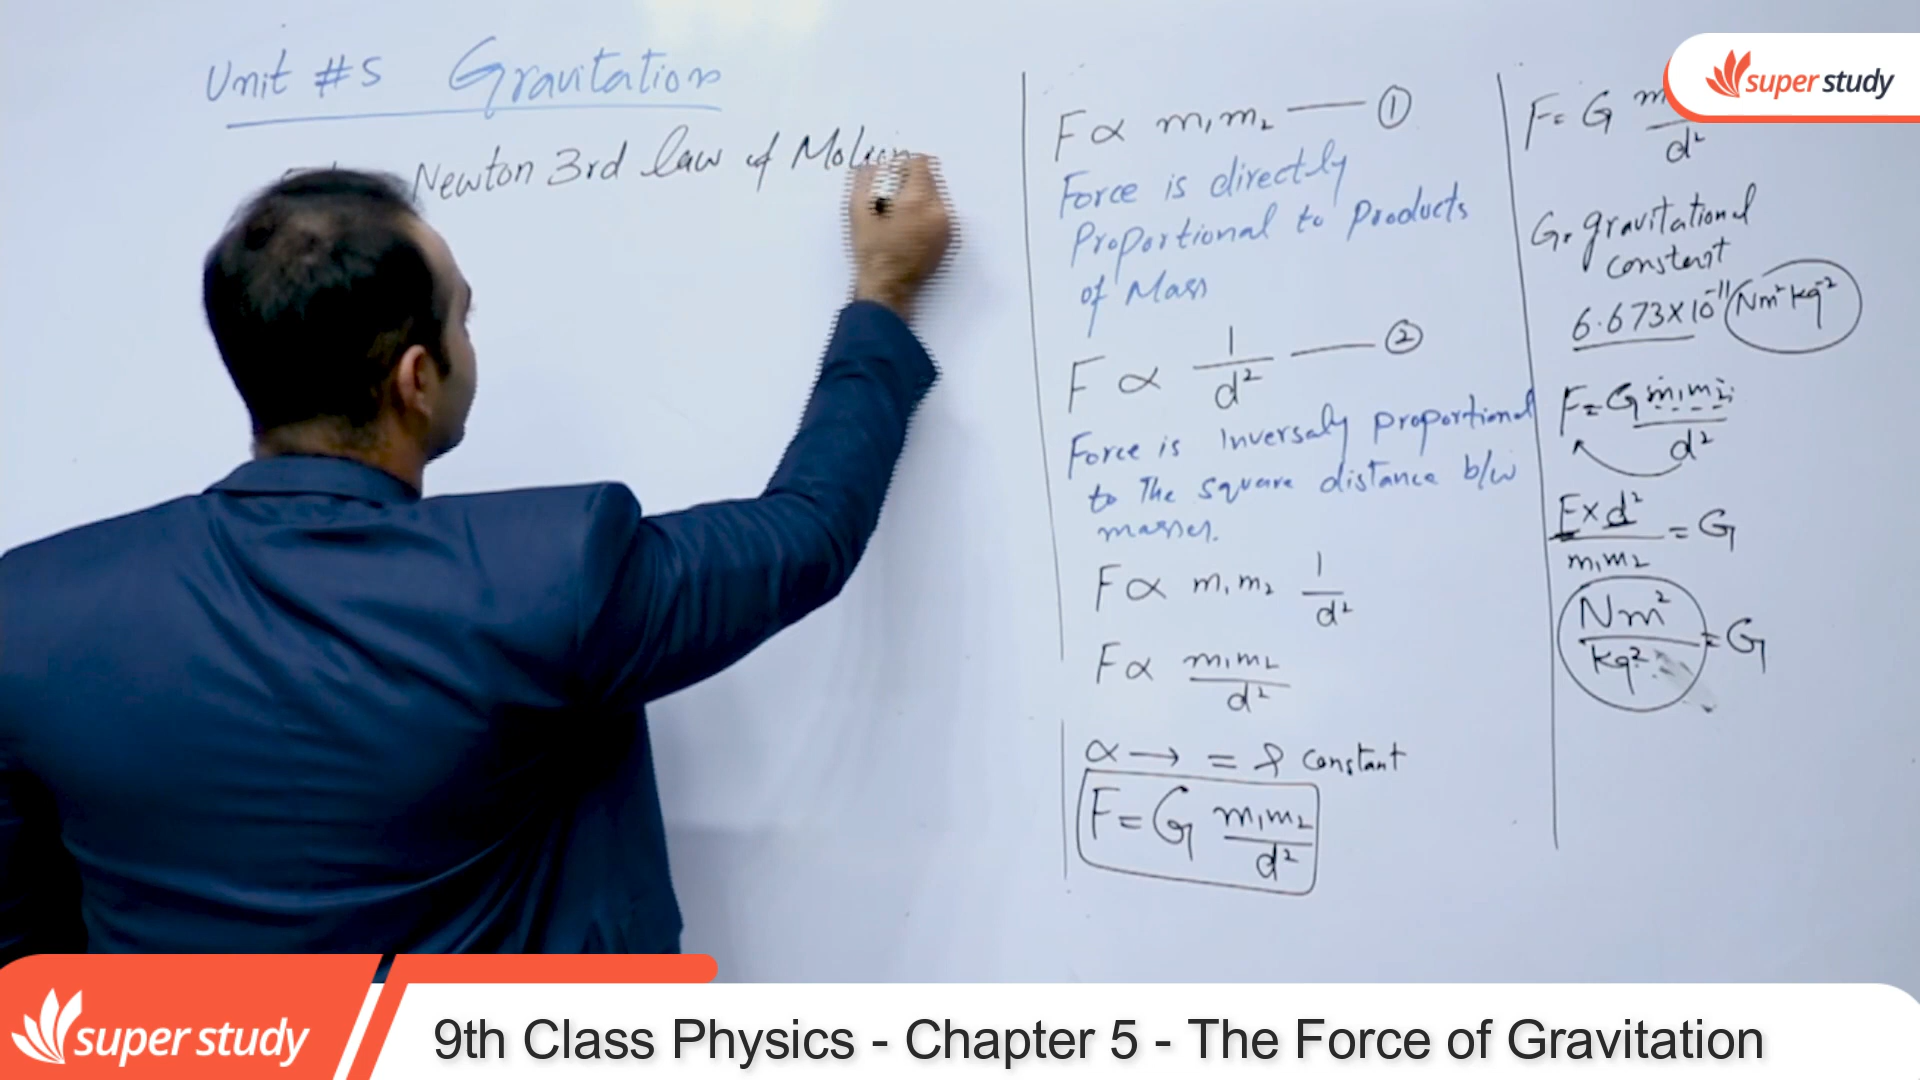 Unit #5 Gravitation
Newton 3rd law of Motion
F ∝ m₁m₂ —— ①
Force is directly
Proportional to Products
of Mass
F ∝ 1/d² —— ②
Force is Inversaly proportional
to The square distance b/w
masses.
F ∝ m₁m₂ 1/d²
F ∝ m₁m₂/d²
∝ → = & constant
F = G m₁m₂/d²
F = G m
d²
G. gravitational
constant
6.673×10⁻¹¹ Nm²kg⁻²
F = G m₁m₂/d²
F×d²/m₁m₂ = G
Nm²/kg² = G
super study
super study
9th Class Physics - Chapter 5 - The Force of Gravitation